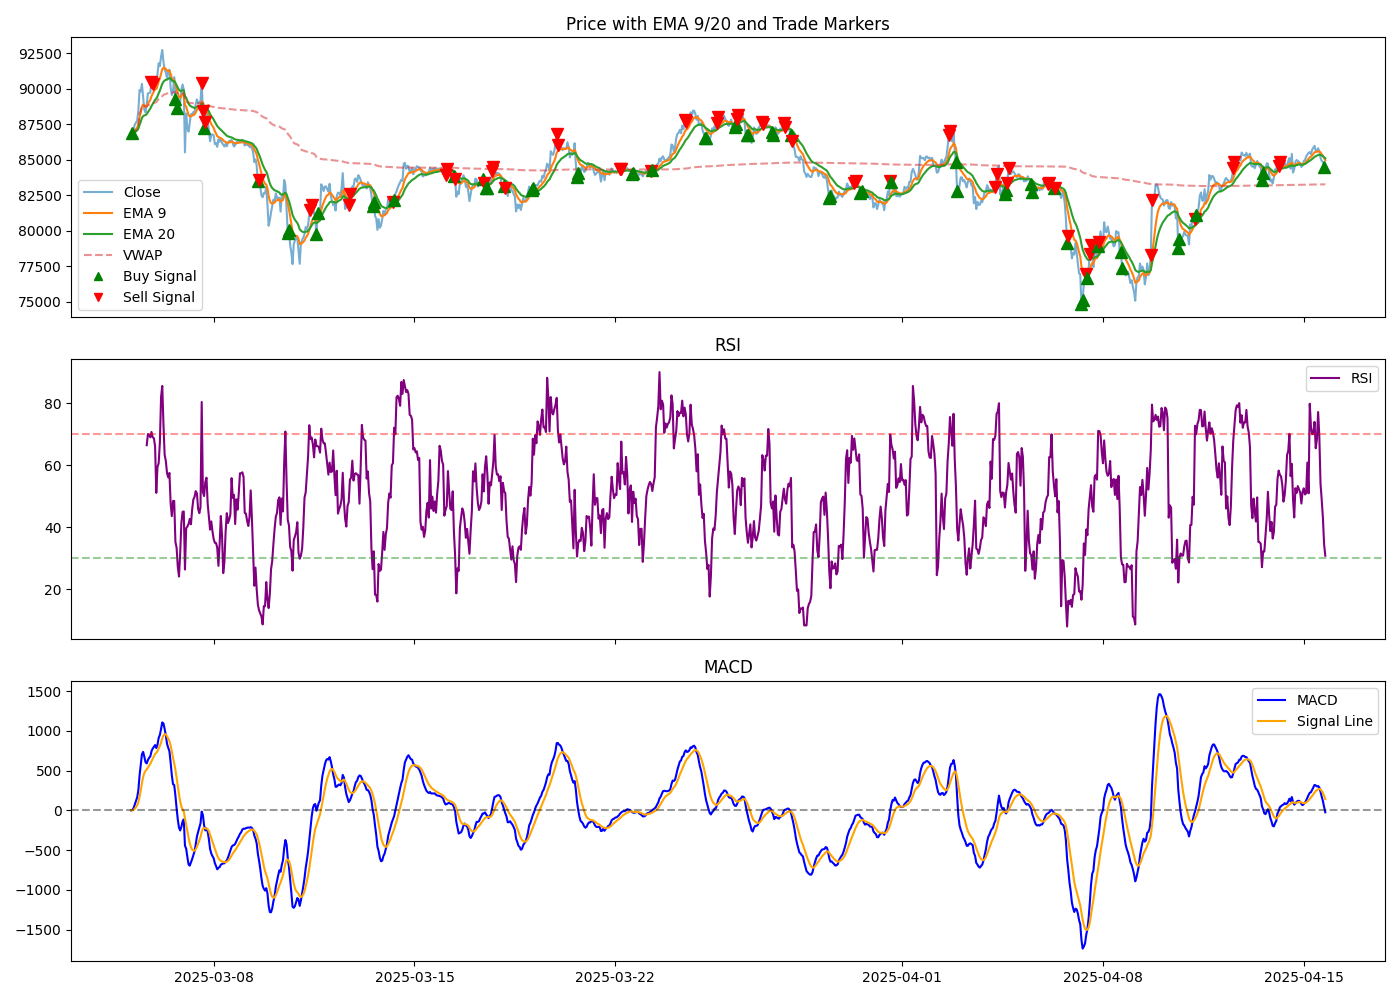 Price with EMA 9/20 and Trade Markers
92500
90000
87500
85000
82500
80000
77500
75000
Close
EMA 9
EMA 20
VWAP
Buy Signal
Sell Signal
RSI
80
60
40
20
RSI
MACD
1500
1000
500
0
−500
−1000
−1500
MACD
Signal Line
2025-03-08
2025-03-15
2025-03-22
2025-04-01
2025-04-08
2025-04-15